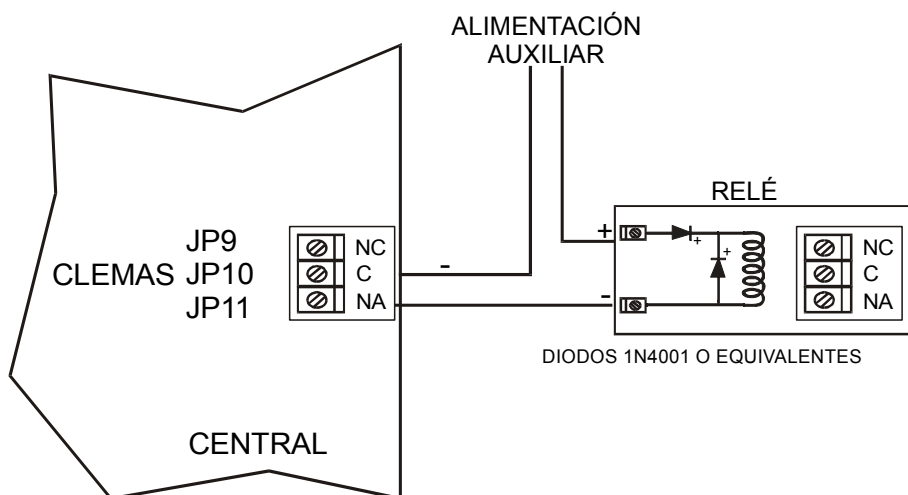 ALIMENTACIÓN
AUXILIAR
RELÉ
JP9
CLEMAS JP10
JP11
NC
C
NA
-
+
-
+
+
NC
C
NA
DIODOS 1N4001 O EQUIVALENTES
CENTRAL